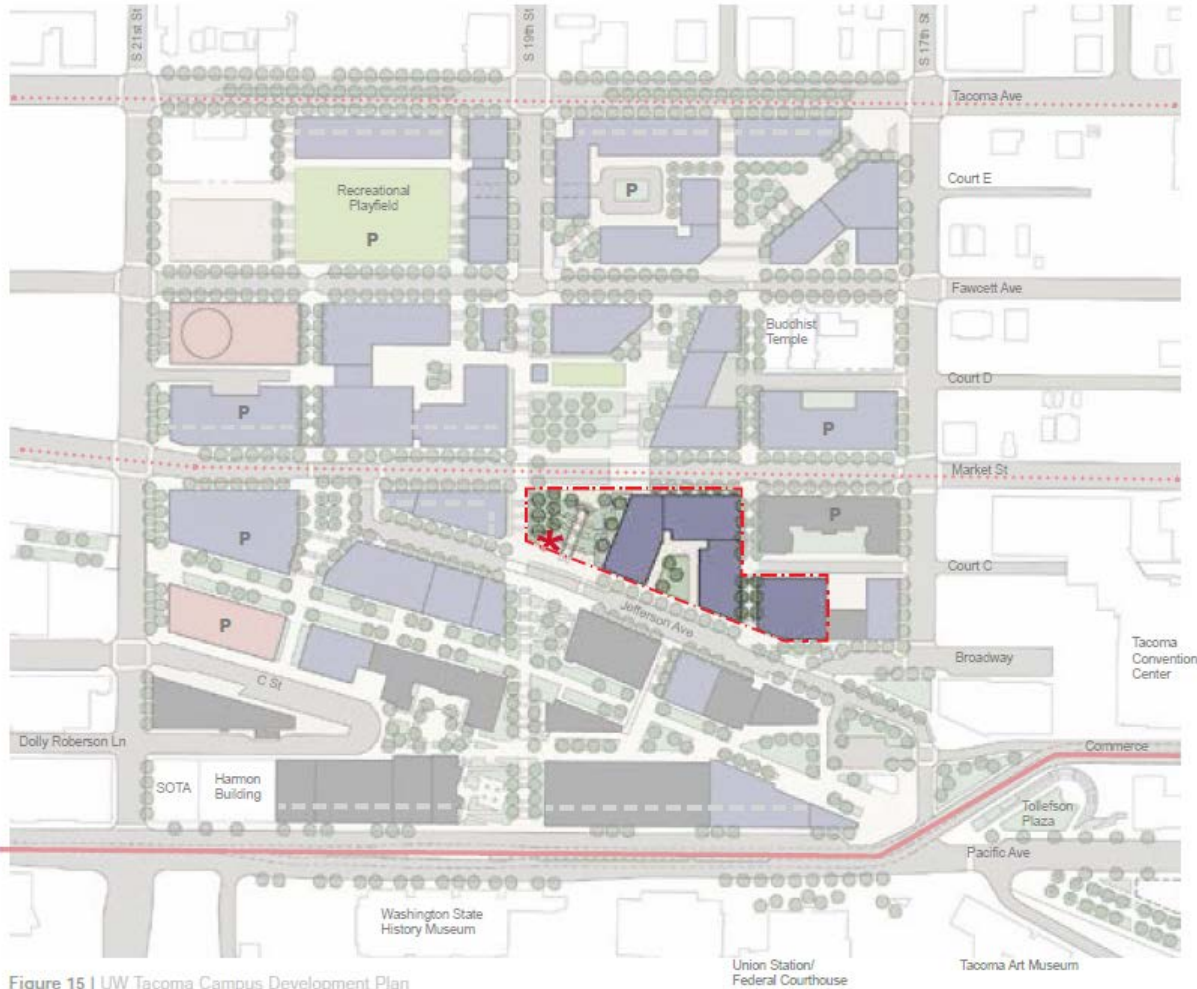 S 21st St
S 19th St
S 17th St
Tacoma Ave
Court E
Recreational
Playfield
P
P
Fawcett Ave
Buddhist
Temple
Court D
P
P
Market St
P
P
*
Court C
Jefferson Ave
P
Broadway
Tacoma
Convention
Center
C St
Dolly Roberson Ln
Commerce
SOTA
Harmon
Building
Tollefson
Plaza
Pacific Ave
Washington State
History Museum
Union Station/
Federal Courthouse
Tacoma Art Museum
Figure 15 | UW Tacoma Campus Development Plan